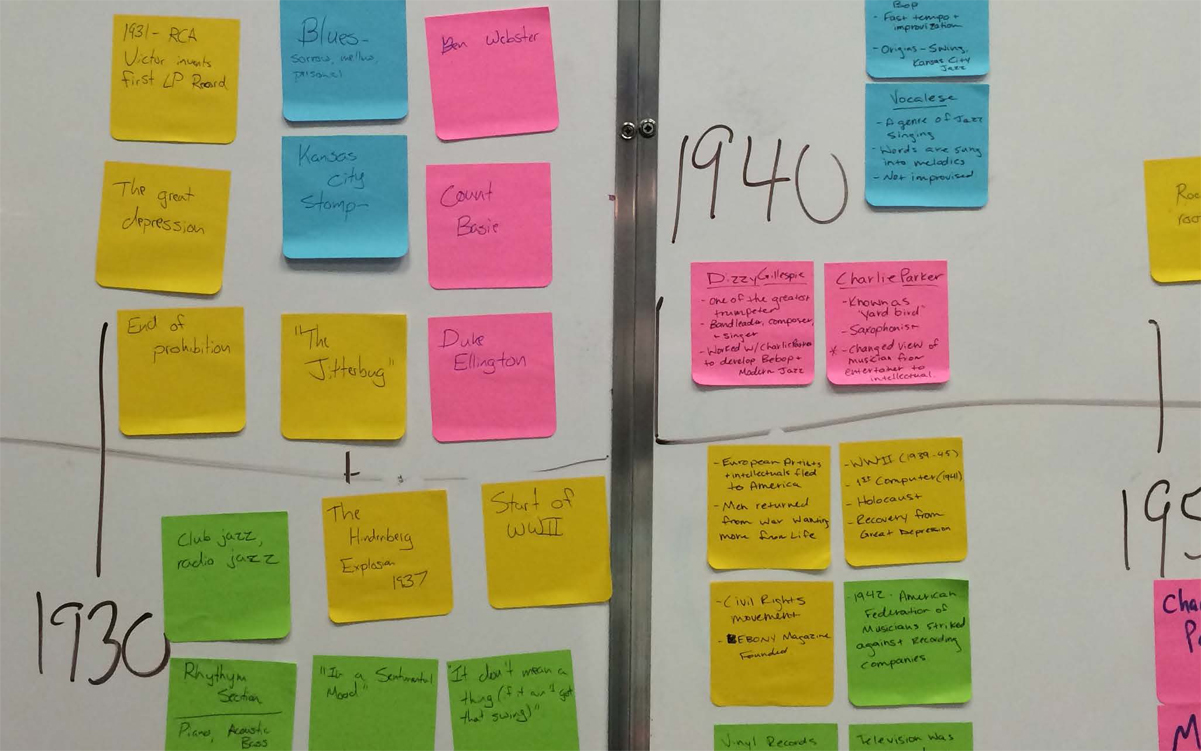 1931- RCA
Victor invents
first LP Record
Blues-
sorrow, mellow,
personal
Ben Webster
The great
depression
Kansas
City
Stomp-
Count
Basie
End of
prohibition
"The
Jitterbug"
Duke
Ellington
Club jazz,
radio jazz
The
Hindinberg
Explosion
1937
Start of
WWII
1930
Rhythym
Section
Piano, Acoustic
Bass
"In a Sentimental
Mood"
"It don't mean a
thing (if it ain't got
that swing)"
Bop
- Fast tempo +
improvization
- Origins - Swing,
Kansas City
Jazz
Vocalese
- A genre of Jazz
singing
- Words are sung
into melodies
- Not improvised
1940
Dizzy Gillespie
- One of the greatest
trumpeter
- Bandleader, composer,
+ singer
- Worked w/Charlie Parker
to develop Bebop +
Modern Jazz
Charlie Parker
- Known as
"Yard bird"
- Saxophonist
* - Changed view of
musician from
entertainer to
intellectual
- European Artists
+ intellectuals fled
to America
- Men returned
from war wanting
more from Life
- WWII (1939-45)
- 1st Computer (1941)
- Holocaust
- Recovery from
Great Depression
- Civil Rights
movement
- EBONY Magazine
Founded
- 1942 - American
Federation of
Musicians striked
against Recording
companies
Vinyl Records
Television was
Roc
195
Cha
P
M